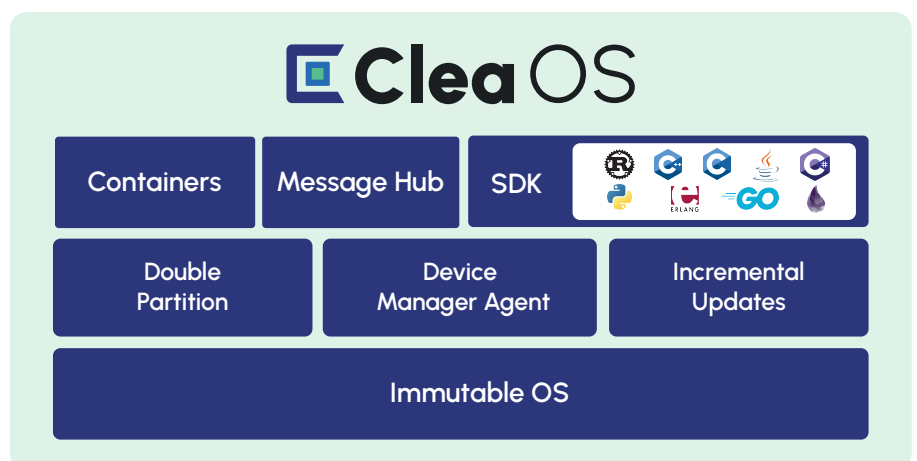 Clea OS
Containers
Message Hub
SDK
R
C++
C
C#
ERLANG
GO
Double
Partition
Device
Manager Agent
Incremental
Updates
Immutable OS